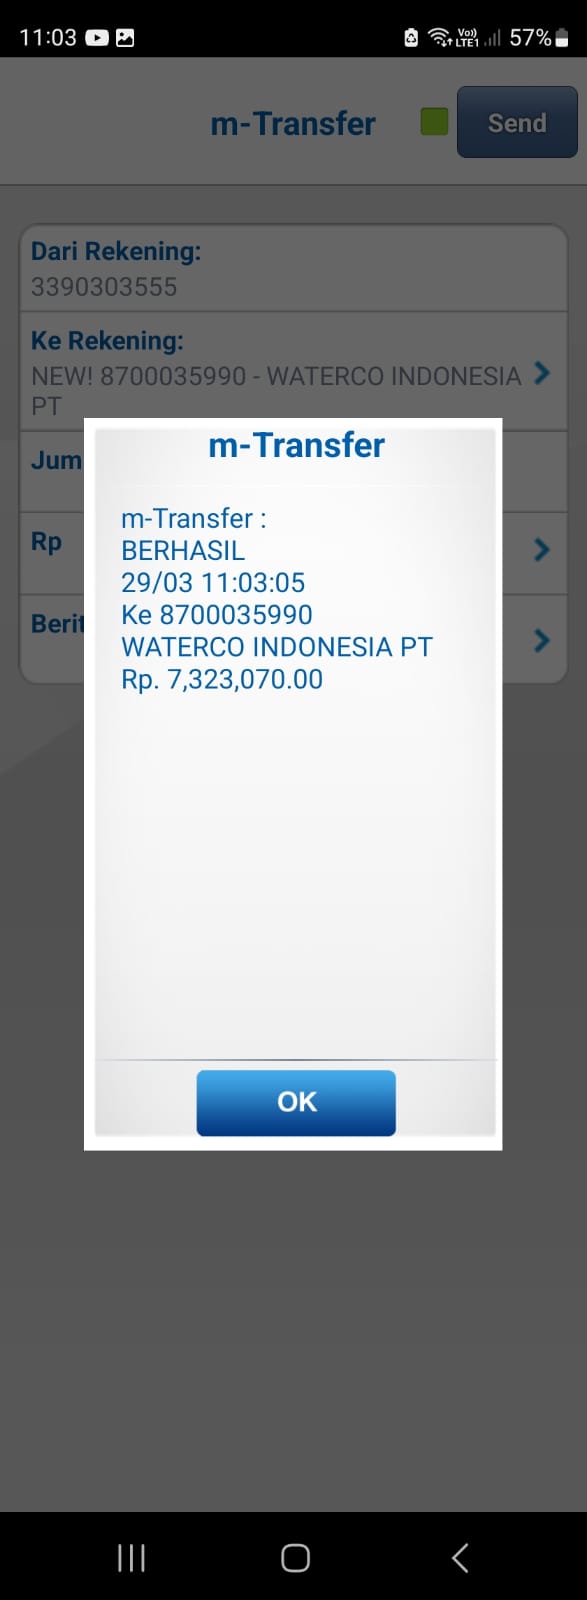 11:03
Vo)) LTE1 57%
m-Transfer
Send
Dari Rekening:
3390303555
Ke Rekening:
NEW! 8700035990 - WATERCO INDONESIA
PT
Jum
Rp
Berit
m-Transfer
m-Transfer :
BERHASIL
29/03 11:03:05
Ke 8700035990
WATERCO INDONESIA PT
Rp. 7,323,070.00
OK